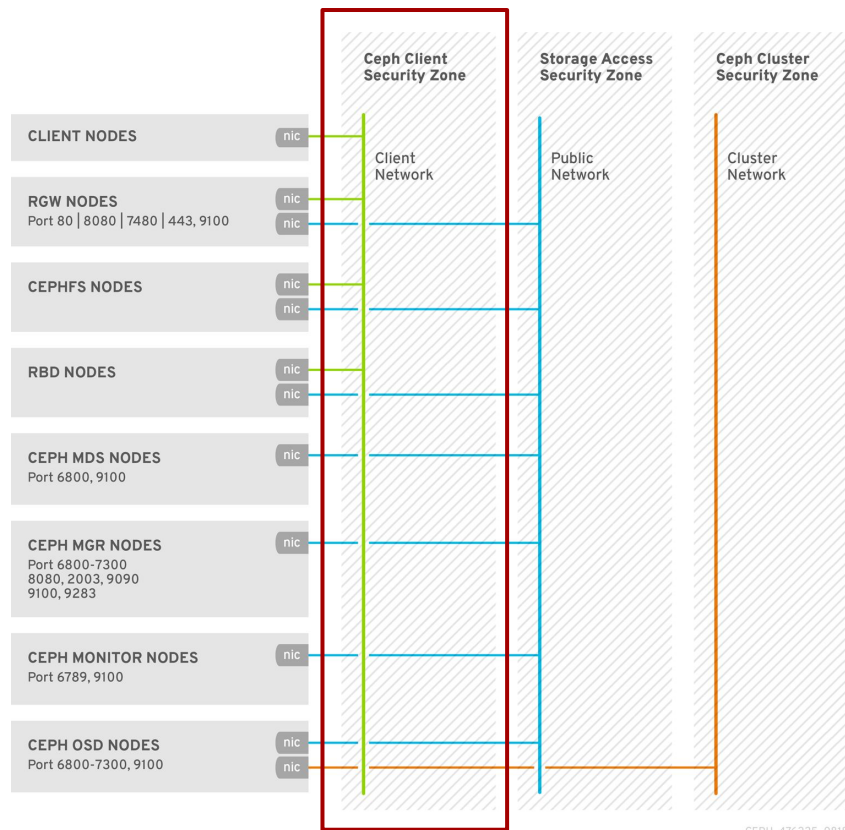 Ceph Client
Security Zone
Storage Access
Security Zone
Ceph Cluster
Security Zone
CLIENT NODES
nic
Client
Network
Public
Network
Cluster
Network
RGW NODES
Port 80 | 8080 | 7480 | 443, 9100
nic
nic
CEPHFS NODES
nic
nic
RBD NODES
nic
nic
CEPH MDS NODES
Port 6800, 9100
nic
CEPH MGR NODES
Port 6800-7300
8080, 2003, 9090
9100, 9283
nic
CEPH MONITOR NODES
Port 6789, 9100
nic
CEPH OSD NODES
Port 6800-7300, 9100
nic
nic